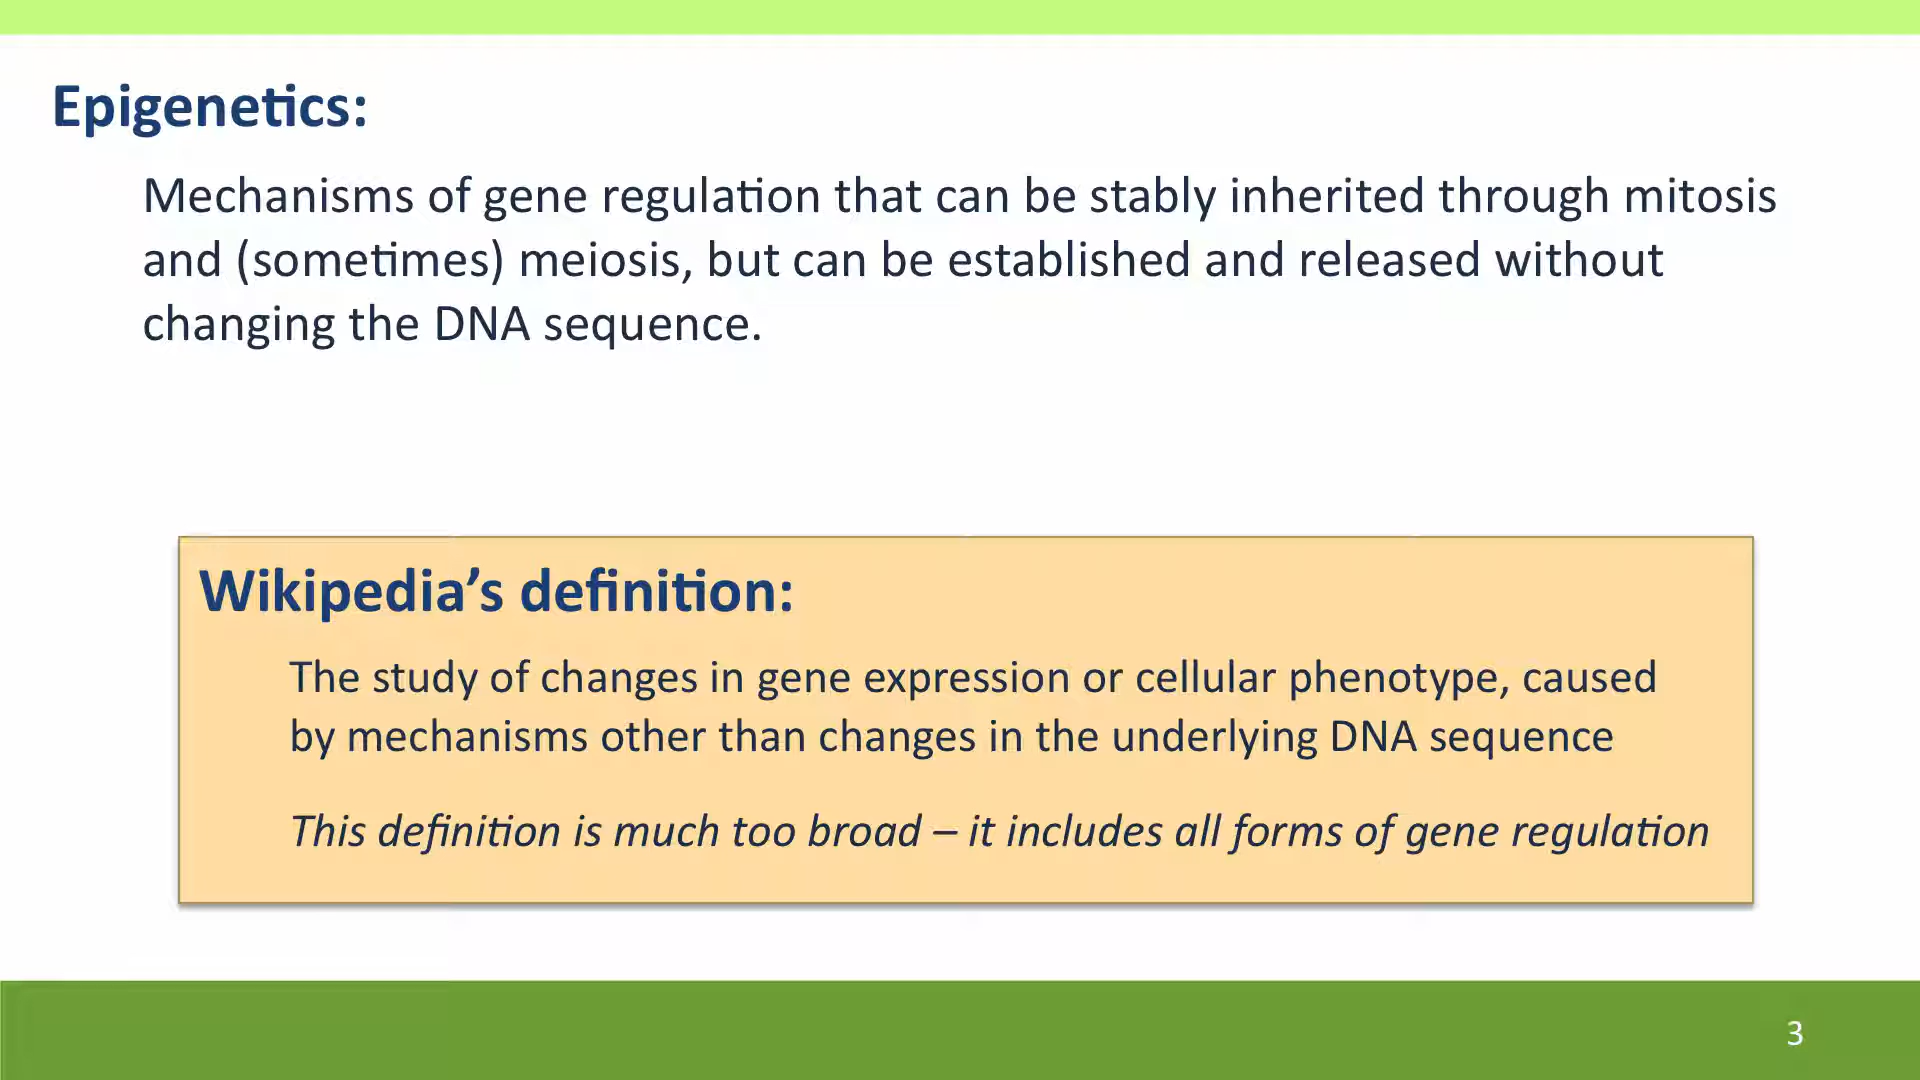 Epigenetics:
Mechanisms of gene regulation that can be stably inherited through mitosis
and (sometimes) meiosis, but can be established and released without
changing the DNA sequence.
Wikipedia’s definition:
The study of changes in gene expression or cellular phenotype, caused
by mechanisms other than changes in the underlying DNA sequence
This definition is much too broad – it includes all forms of gene regulation
3